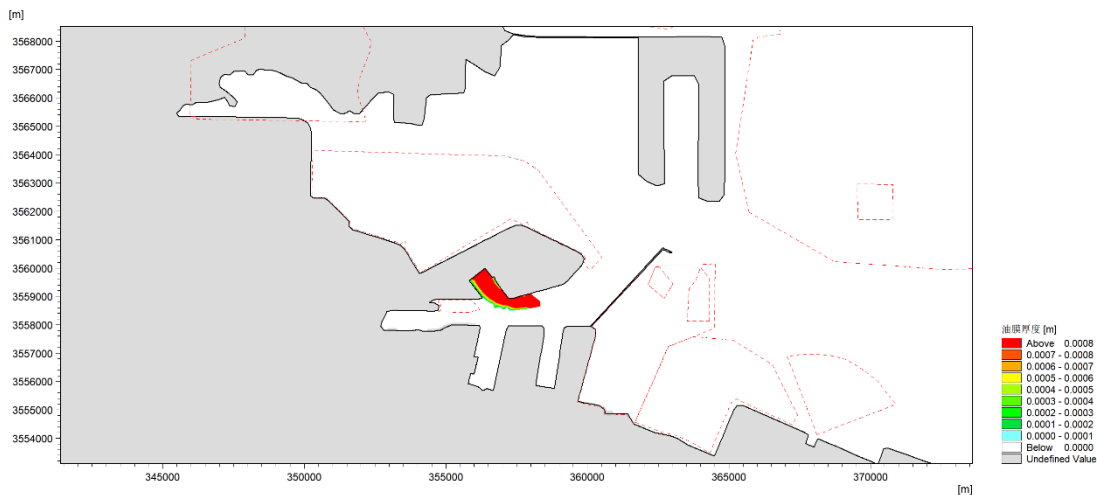 [m]
3568000
3567000
3566000
3565000
3564000
3563000
3562000
3561000
3560000
3559000
3558000
3557000
3556000
3555000
3554000
345000 350000 355000 360000 365000 370000
[m]
油膜厚度 [m]
Above 0.0008
0.0007 - 0.0008
0.0006 - 0.0007
0.0005 - 0.0006
0.0004 - 0.0005
0.0003 - 0.0004
0.0002 - 0.0003
0.0001 - 0.0002
0.0000 - 0.0001
Below 0.0000
Undefined Value